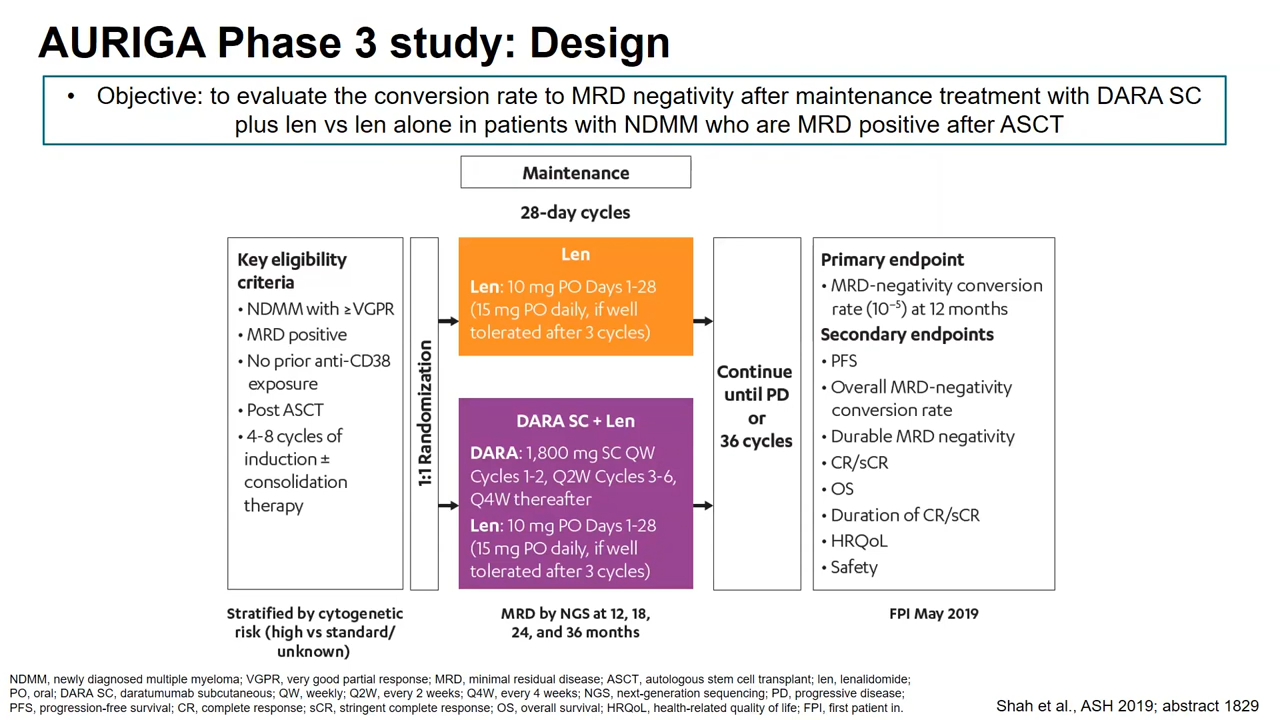 AURIGA Phase 3 study: Design
• Objective: to evaluate the conversion rate to MRD negativity after maintenance treatment with DARA SC
plus len vs len alone in patients with NDMM who are MRD positive after ASCT
Maintenance
28-day cycles
Key eligibility
criteria
• NDMM with ≥VGPR
• MRD positive
• No prior anti-CD38
exposure
• Post ASCT
• 4-8 cycles of
induction ±
consolidation
therapy
Stratified by cytogenetic
risk (high vs standard/
unknown)
1:1 Randomization
Len
Len: 10 mg PO Days 1-28
(15 mg PO daily, if well
tolerated after 3 cycles)
DARA SC + Len
DARA: 1,800 mg SC QW
Cycles 1-2, Q2W Cycles 3-6,
Q4W thereafter
Len: 10 mg PO Days 1-28
(15 mg PO daily, if well
tolerated after 3 cycles)
MRD by NGS at 12, 18,
24, and 36 months
Continue
until PD
or
36 cycles
Primary endpoint
• MRD-negativity conversion
rate (10⁻⁵) at 12 months
Secondary endpoints
• PFS
• Overall MRD-negativity
conversion rate
• Durable MRD negativity
• CR/sCR
• OS
• Duration of CR/sCR
• HRQoL
• Safety
FPI May 2019
NDMM, newly diagnosed multiple myeloma; VGPR, very good partial response; MRD, minimal residual disease; ASCT, autologous stem cell transplant; len, lenalidomide;
PO, oral; DARA SC, daratumumab subcutaneous; QW, weekly; Q2W, every 2 weeks; Q4W, every 4 weeks; NGS, next-generation sequencing; PD, progressive disease;
PFS, progression-free survival; CR, complete response; sCR, stringent complete response; OS, overall survival; HRQoL, health-related quality of life; FPI, first patient in.
Shah et al., ASH 2019; abstract 1829